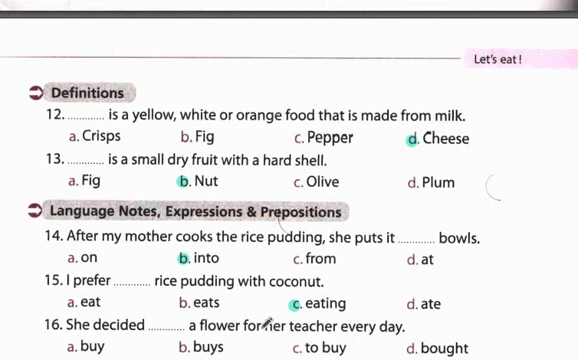 Let's eat!
Definitions
12. ............ is a yellow, white or orange food that is made from milk.
a. Crisps b. Fig c. Pepper d. Cheese
13. ............ is a small dry fruit with a hard shell.
a. Fig b. Nut c. Olive d. Plum
Language Notes, Expressions & Prepositions
14. After my mother cooks the rice pudding, she puts it ............ bowls.
a. on b. into c. from d. at
15. I prefer ............ rice pudding with coconut.
a. eat b. eats c. eating d. ate
16. She decided ............ a flower for her teacher every day.
a. buy b. buys c. to buy d. bought